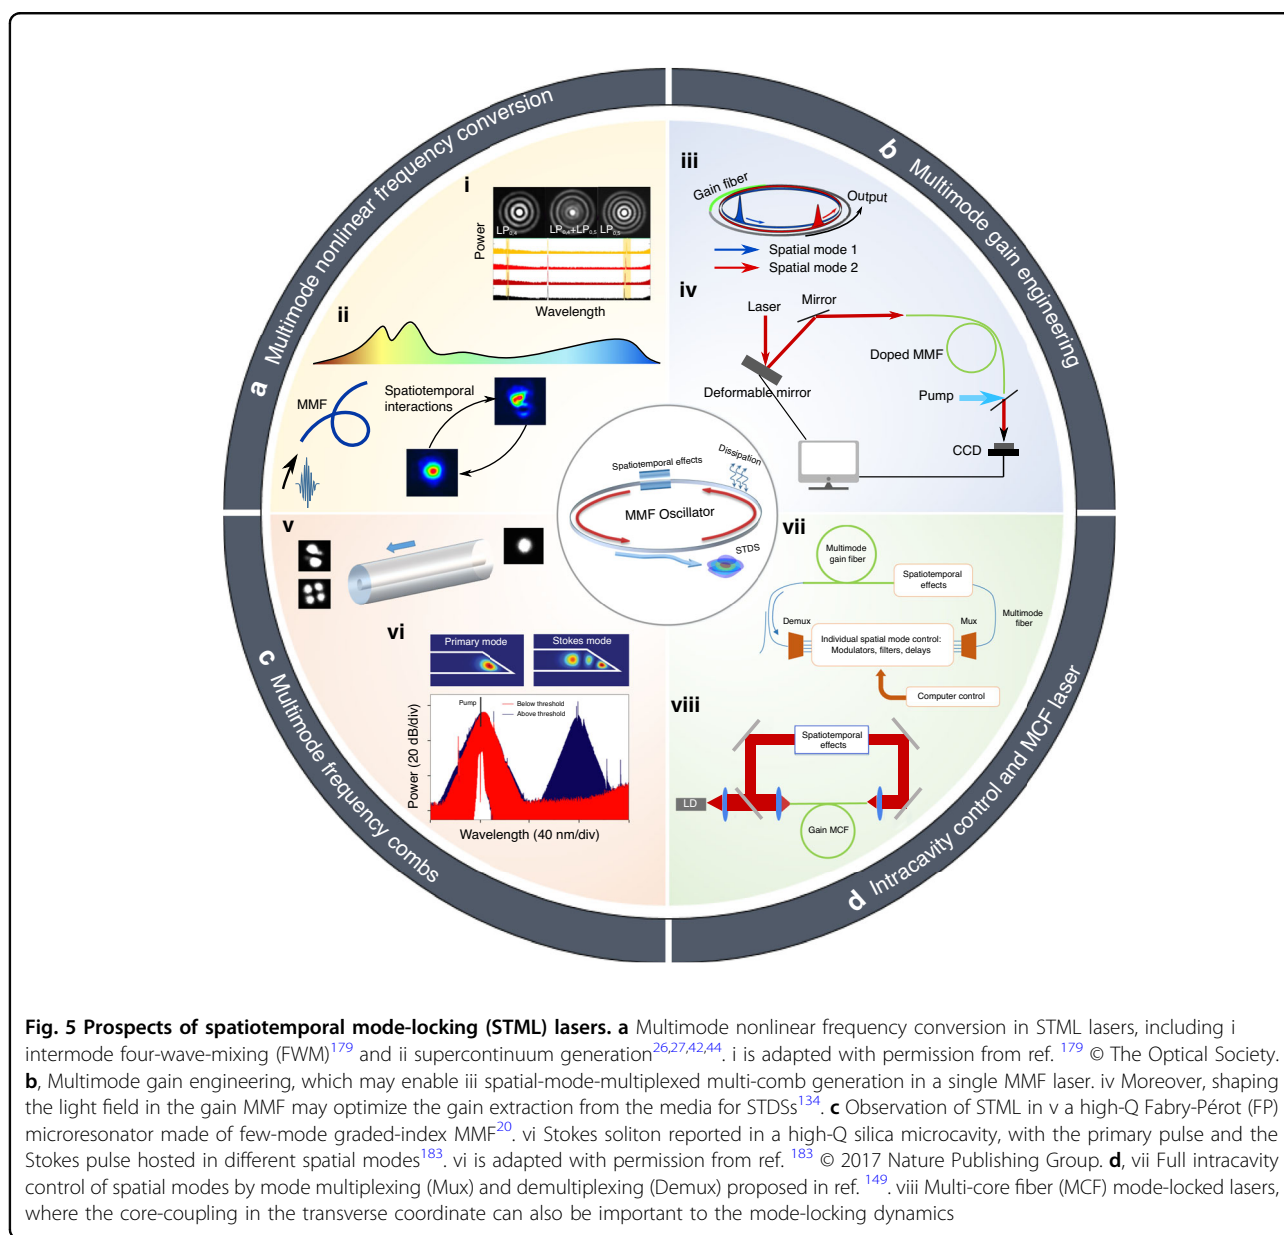 a Multimode nonlinear frequency conversion
i
LP0,4
LP0,4+LP0,5
LP0,5
Power
Wavelength
ii
MMF
Spatiotemporal
interactions
b Multimode gain engineering
iii
Gain fiber
Output
Spatial mode 1
Spatial mode 2
iv
Laser
Mirror
Doped MMF
Deformable mirror
Pump
CCD
Spatiotemporal effects
Dissipation
MMF Oscillator
STDS
c Multimode frequency combs
v
vi
Primary mode
Stokes mode
Pump
Below threshold
Above threshold
Power (20 dB/div)
Wavelength (40 nm/div)
d Intracavity control and MCF laser
vii
Multimode
gain fiber
Spatiotemporal
effects
Multimode
fiber
Demux
Mux
Individual spatial mode control:
Modulators, filters, delays
Computer control
viii
Spatiotemporal
effects
LD
Gain MCF
Fig. 5 Prospects of spatiotemporal mode-locking (STML) lasers. a Multimode nonlinear frequency conversion in STML lasers, including i
intermode four-wave-mixing (FWM)179 and ii supercontinuum generation26,27,42,44. i is adapted with permission from ref. 179 © The Optical Society.
b, Multimode gain engineering, which may enable iii spatial-mode-multiplexed multi-comb generation in a single MMF laser. iv Moreover, shaping
the light field in the gain MMF may optimize the gain extraction from the media for STDSs134. c Observation of STML in v a high-Q Fabry-Pérot (FP)
microresonator made of few-mode graded-index MMF20. vi Stokes soliton reported in a high-Q silica microcavity, with the primary pulse and the
Stokes pulse hosted in different spatial modes183. vi is adapted with permission from ref. 183 © 2017 Nature Publishing Group. d, vii Full intracavity
control of spatial modes by mode multiplexing (Mux) and demultiplexing (Demux) proposed in ref. 149. viii Multi-core fiber (MCF) mode-locked lasers,
where the core-coupling in the transverse coordinate can also be important to the mode-locking dynamics